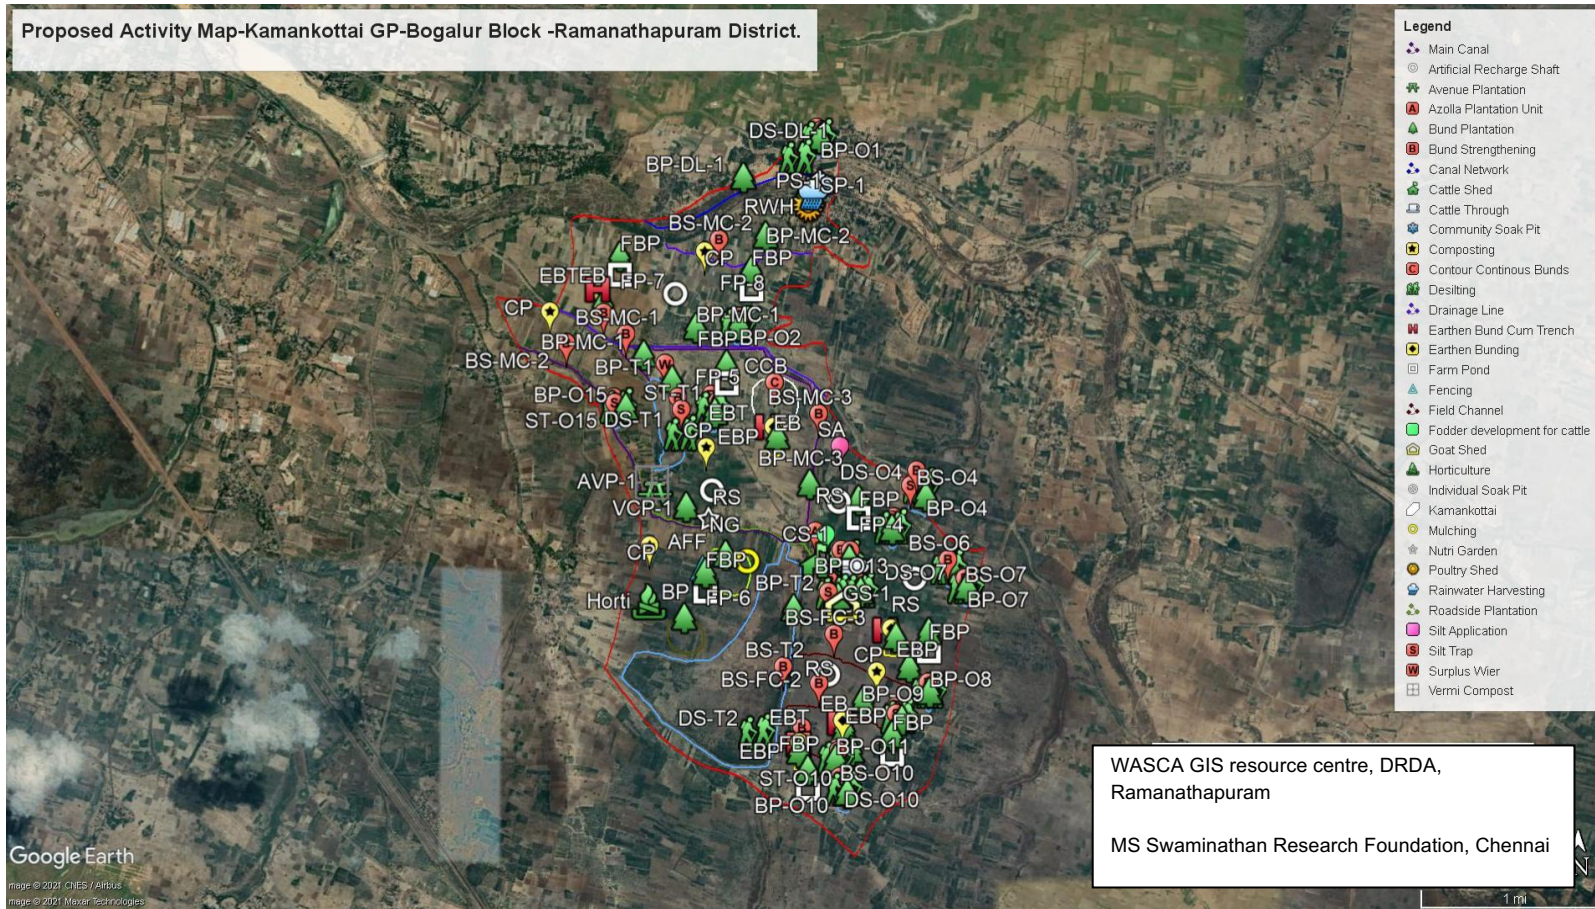 Proposed Activity Map-Kamankottai GP-Bogalur Block -Ramanathapuram District.
Legend
Main Canal
Artificial Recharge Shaft
Avenue Plantation
A Azolla Plantation Unit
Bund Plantation
B Bund Strengthening
Canal Network
Cattle Shed
Cattle Through
Community Soak Pit
Composting
C Contour Continous Bunds
Desilting
Drainage Line
Earthen Bund Cum Trench
Earthen Bunding
Farm Pond
Fencing
Field Channel
Fodder development for cattle
Goat Shed
Horticulture
Individual Soak Pit
Kamankottai
Mulching
Nutri Garden
Poultry Shed
Rainwater Harvesting
Roadside Plantation
Silt Application
S Silt Trap
W Surplus Wier
Vermi Compost
DS-DL-1
BP-O1
BP-DL-1
PS-1
SP-1
RWH
BS-MC-2
BP-MC-2
FBP
CP
FBP
EBTEB
FP-7
FP-8
CP
BS-MC-1
BP-MC-1
BP-MC-1
FBP
BP-O2
BS-MC-2
BP-T1
CCB
FP-5
BP-O15
ST-T1
BS-MC-3
ST-O15
DS-T1
EBT
EB
SA
CP
EBP
BP-MC-3
DS-O4
BS-O4
AVP-1
RS
RS
FBP
BP-O4
VCP-1
NG
FP-4
AFF
CS-1
BS-O6
CP
FBP
BP-O13
DS-O7
BS-O7
BP-T2
Horti
BP
FP-6
GS-1
RS
BP-O7
BS-FC-3
FBP
BS-T2
CP
EBP
BS-FC-2
RS
BP-O8
BP-O9
EB
DS-T2
EBT
EBP
FBP
EBP
FBP
BP-O11
ST-O10
BS-O10
BP-O10
DS-O10
WASCA GIS resource centre, DRDA,
Ramanathapuram
MS Swaminathan Research Foundation, Chennai
N
1 mi
Google Earth
mage © 2021 CNES / Airbus
mage © 2021 Maxar Technologies